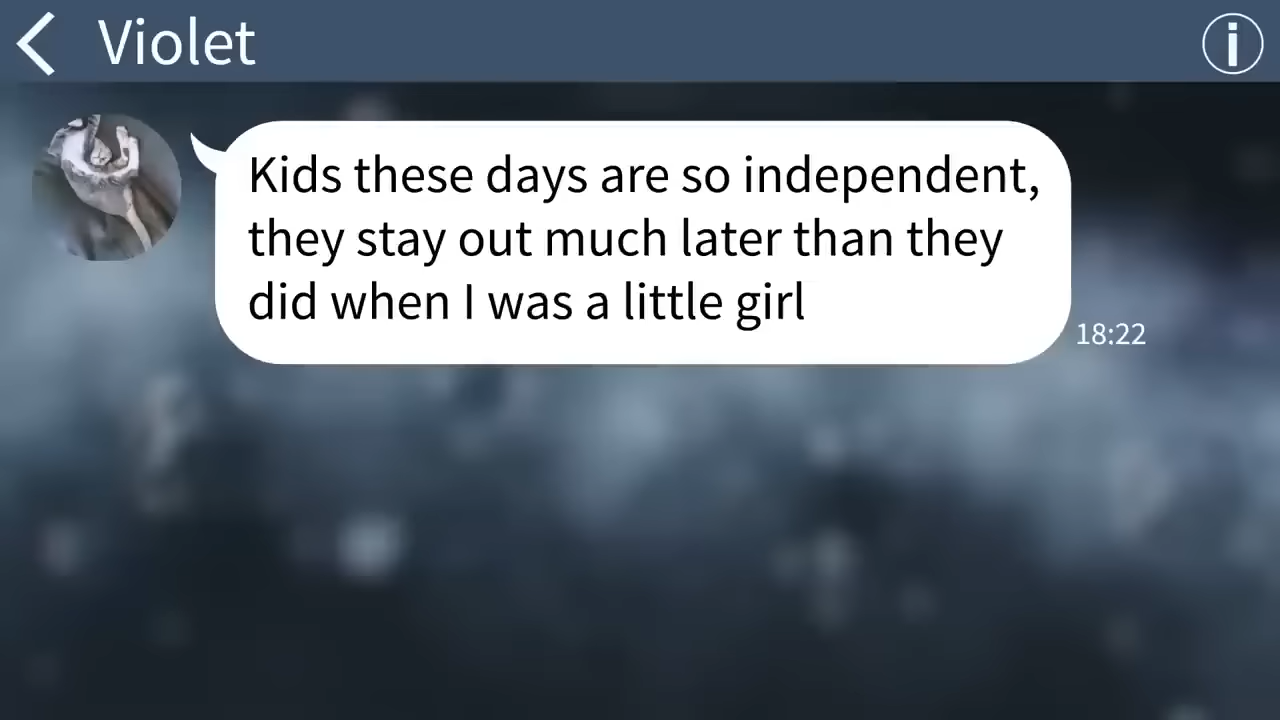 Violet
Kids these days are so independent,
they stay out much later than they
did when I was a little girl
18:22